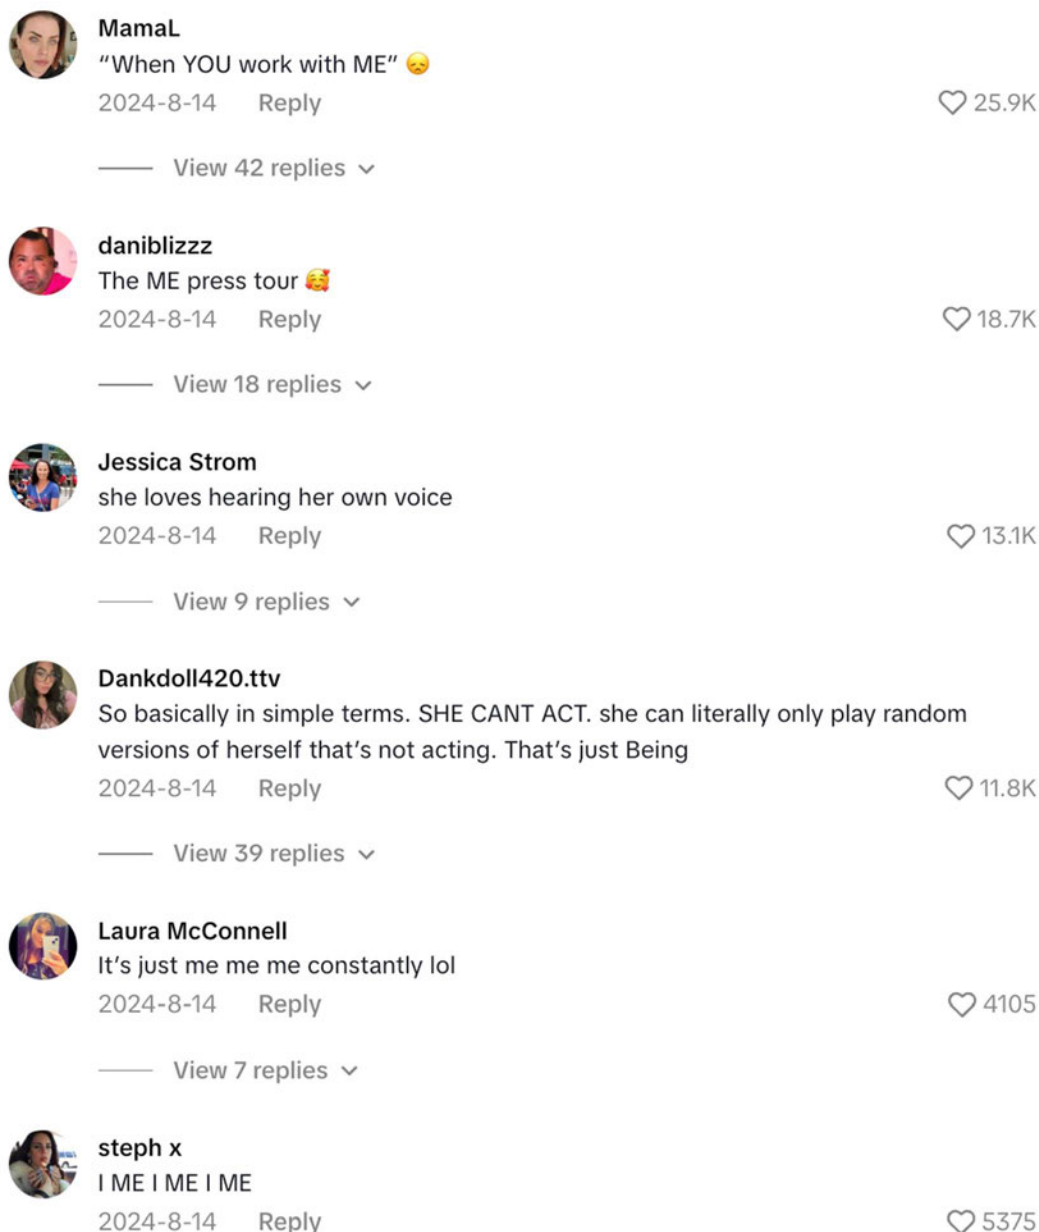 MamaL
“When YOU work with ME” 😞
2024-8-14 Reply
25.9K
View 42 replies
daniblizzz
The ME press tour 🥰
2024-8-14 Reply
18.7K
View 18 replies
Jessica Strom
she loves hearing her own voice
2024-8-14 Reply
13.1K
View 9 replies
Dankdoll420.ttv
So basically in simple terms. SHE CANT ACT. she can literally only play random
versions of herself that’s not acting. That’s just Being
2024-8-14 Reply
11.8K
View 39 replies
Laura McConnell
It’s just me me me constantly lol
2024-8-14 Reply
4105
View 7 replies
steph x
I ME I ME I ME
2024-8-14 Reply
5375